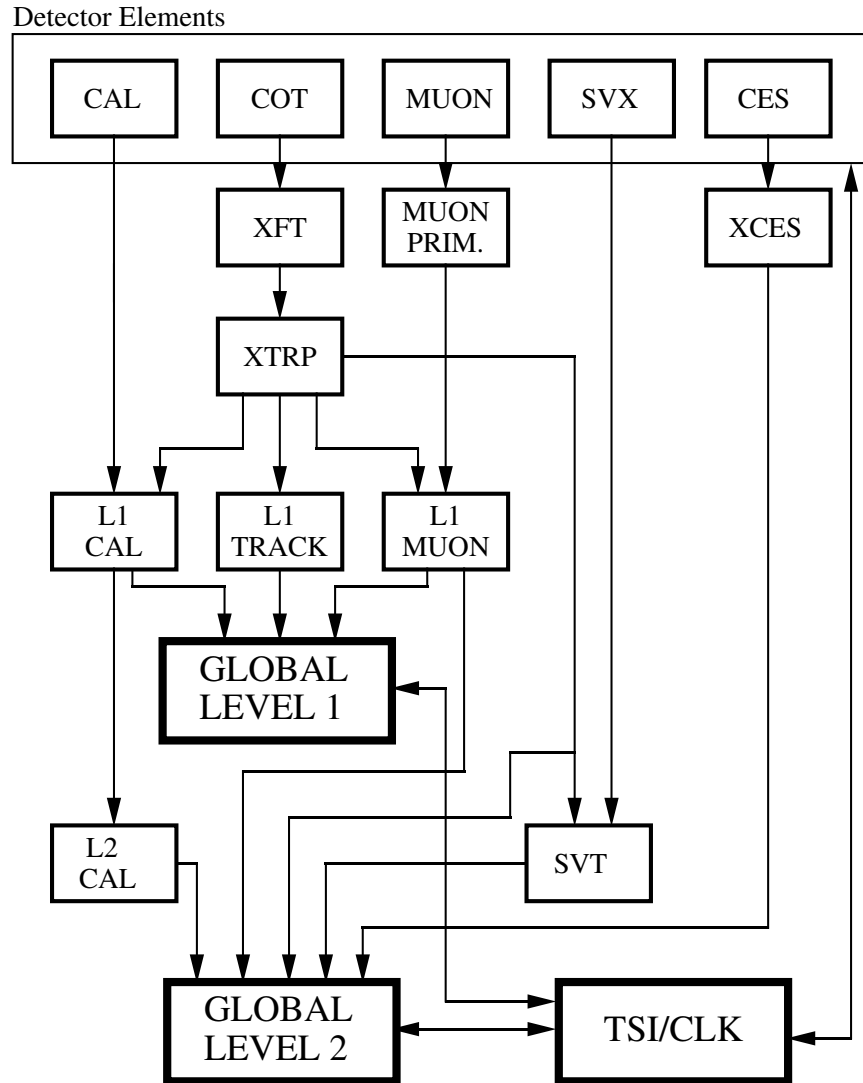 Detector Elements
CAL
COT
MUON
SVX
CES
XFT
MUON
PRIM.
XCES
XTRP
L1
CAL
L1
TRACK
L1
MUON
GLOBAL
LEVEL 1
L2
CAL
SVT
GLOBAL
LEVEL 2
TSI/CLK